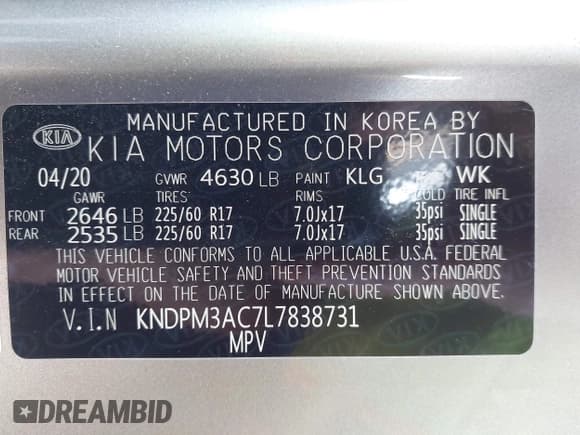 MANUFACTURED IN KOREA BY
KIA KIA MOTORS CORPORATION
04/20 GVWR 4630 LB PAINT KLG WK
GAWR TIRES RIMS COLD TIRE INFL
FRONT 2646 LB 225/60 R17 7.0Jx17 35psi SINGLE
REAR 2535 LB 225/60 R17 7.0Jx17 35psi SINGLE
THIS VEHICLE CONFORMS TO ALL APPLICABLE U.S.A. FEDERAL
MOTOR VEHICLE SAFETY AND THEFT PREVENTION STANDARDS
IN EFFECT ON THE DATE OF MANUFACTURE SHOWN ABOVE.
V.I.N KNDPM3AC7L7838731
MPV
DREAMBID